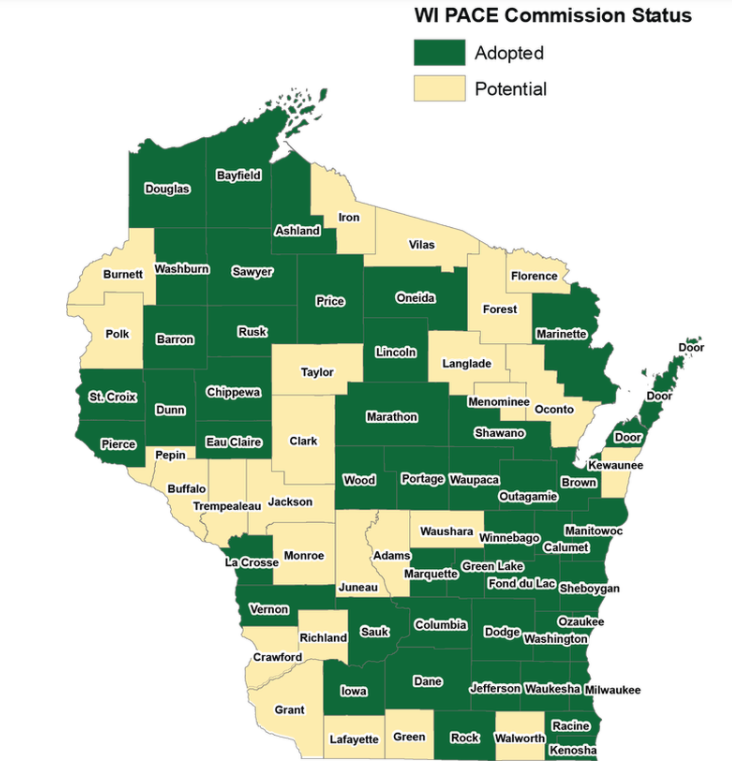 WI PACE Commission Status
Adopted
Potential
Douglas
Bayfield
Ashland
Iron
Vilas
Burnett
Washburn
Sawyer
Price
Oneida
Forest
Florence
Marinette
Polk
Barron
Rusk
Lincoln
Langlade
Door
Taylor
St. Croix
Dunn
Chippewa
Marathon
Menominee
Oconto
Door
Shawano
Pierce
Eau Claire
Clark
Door
Pepin
Kewaunee
Buffalo
Wood
Portage
Waupaca
Outagamie
Brown
Trempealeau
Jackson
Waushara
Winnebago
Manitowoc
Calumet
La Crosse
Monroe
Adams
Juneau
Marquette
Green Lake
Fond du Lac
Sheboygan
Vernon
Richland
Sauk
Columbia
Dodge
Washington
Ozaukee
Crawford
Grant
Iowa
Dane
Jefferson
Waukesha
Milwaukee
Lafayette
Green
Rock
Walworth
Racine
Kenosha